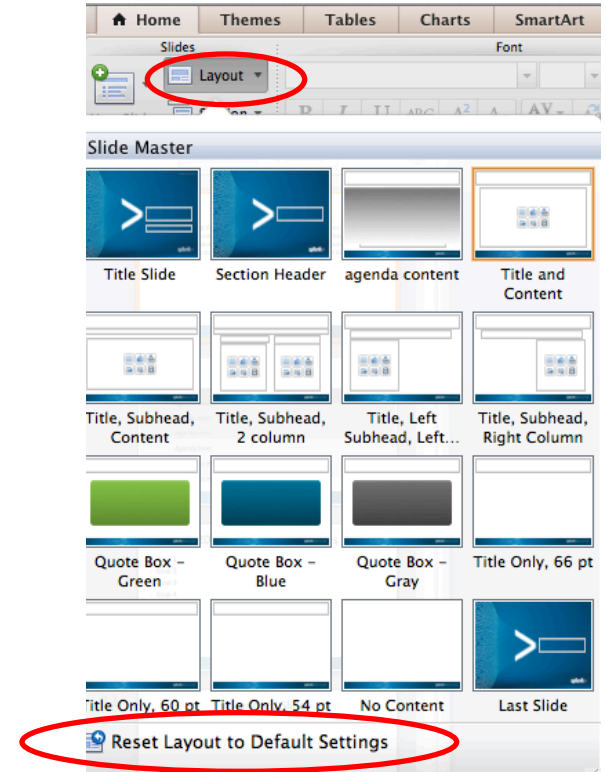 Home Themes Tables Charts SmartArt
Slides Font
Layout
B I U ABC A2 A AV
Slide Master
Title Slide Section Header agenda content Title and
Content
Title, Subhead, Title, Subhead, Title, Left Title, Subhead,
Content 2 column Subhead, Left... Right Column
Quote Box – Quote Box – Quote Box – Title Only, 66 pt
Green Blue Gray
Title Only, 60 pt Title Only, 54 pt No Content Last Slide
Reset Layout to Default Settings